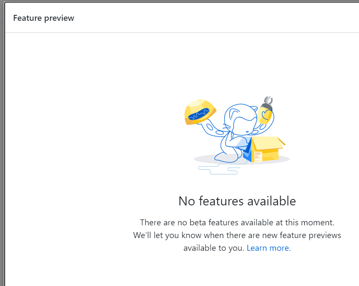 Feature preview
No features available
There are no beta features available at this moment.
We'll let you know when there are new feature previews
available to you. Learn more.